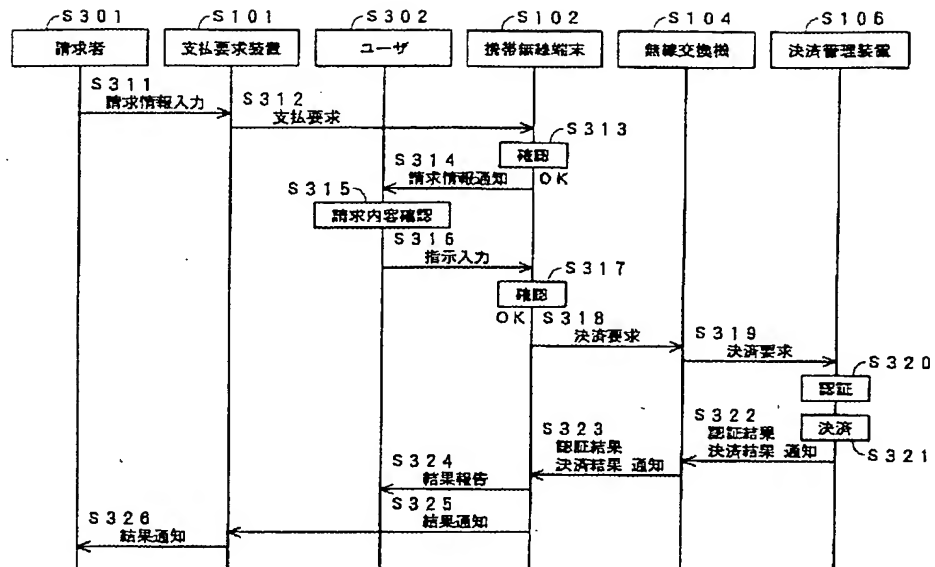 S301
S101
S302
S102
S104
S106
請求者
支払要求装置
ユーザ
携帯無線端末
無線交換機
決済管理装置
S311
請求情報入力
S312
支払要求
S313
確認
OK
S314
請求情報通知
S315
請求内容確認
S316
指示入力
S317
確認
OK
S318
決済要求
S319
決済要求
S320
認証
決済
S321
S322
認証結果
決済結果 通知
S323
認証結果
決済結果 通知
S324
結果報告
S325
結果通知
S326
結果通知